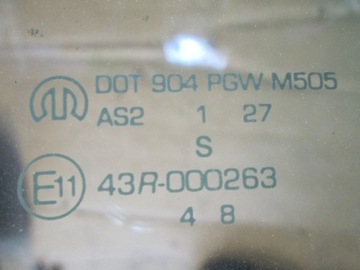 DOT 904 PGW M505
AS2 1 27
S
E11 43R-000263
4 8